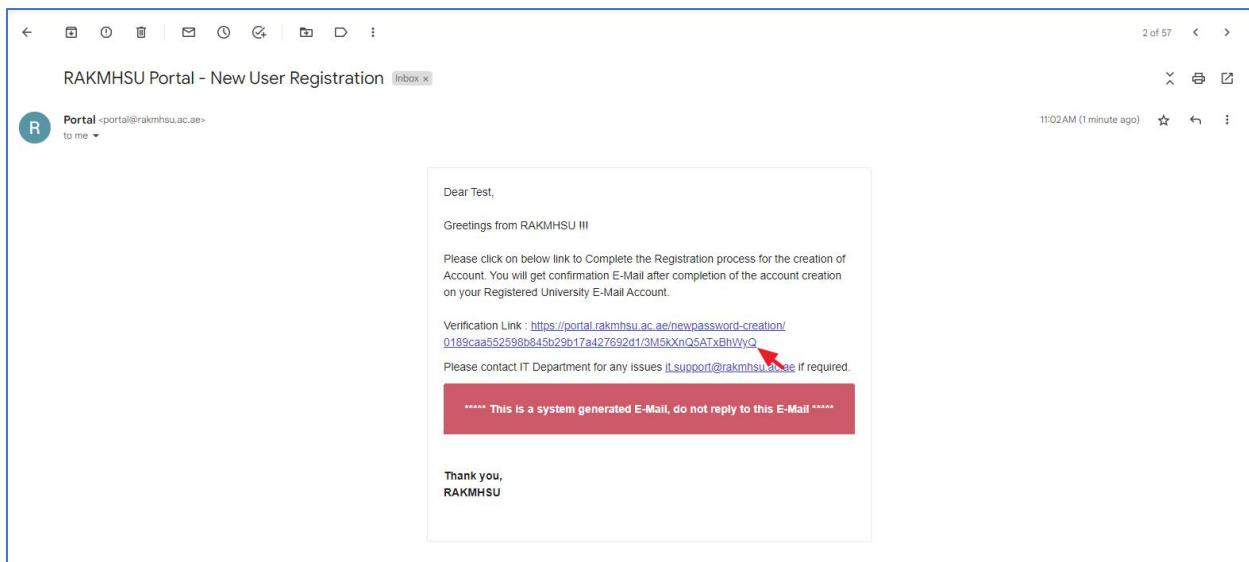 2 of 57
RAKMHSU Portal - New User Registration Inbox x
R
Portal <portal@rakmhsu.ac.ae>
11:02 AM (1 minute ago)
to me
Dear Test,
Greetings from RAKMHSU !!!
Please click on below link to Complete the Registration process for the creation of
Account. You will get confirmation E-Mail after completion of the account creation
on your Registered University E-Mail Account.
Verification Link : https://portal.rakmhsu.ac.ae/newpassword-creation/
0189caa552598b845b29b17a427692d1/3M5kXnQ5ATxBhWyQ
Please contact IT Department for any issues it.support@rakmhsu.ac.ae if required.
***** This is a system generated E-Mail, do not reply to this E-Mail *****
Thank you,
RAKMHSU